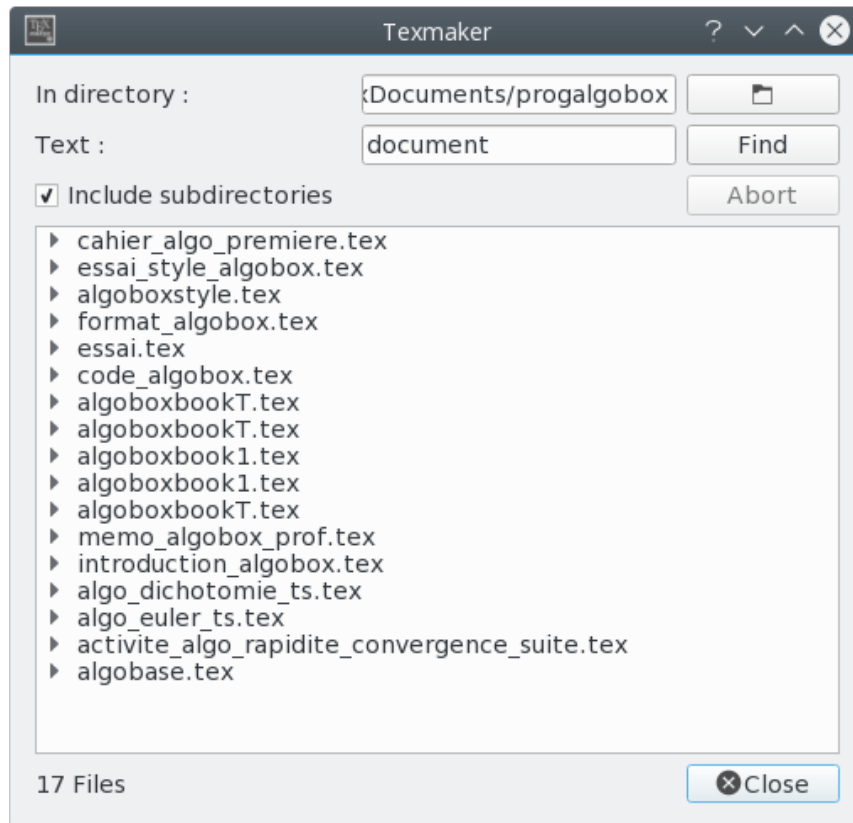 Texmaker
In directory : Documents/progalgobox
Text : document Find
Include subdirectories Abort
cahier_algo_premiere.tex
essai_style_algobox.tex
algoboxstyle.tex
format_algobox.tex
essai.tex
code_algobox.tex
algoboxbookT.tex
algoboxbookT.tex
algoboxbook1.tex
algoboxbook1.tex
algoboxbookT.tex
memo_algobox_prof.tex
introduction_algobox.tex
algo_dichotomie_ts.tex
algo_euler_ts.tex
activite_algo_rapidite_convergence_suite.tex
algobase.tex
17 Files Close